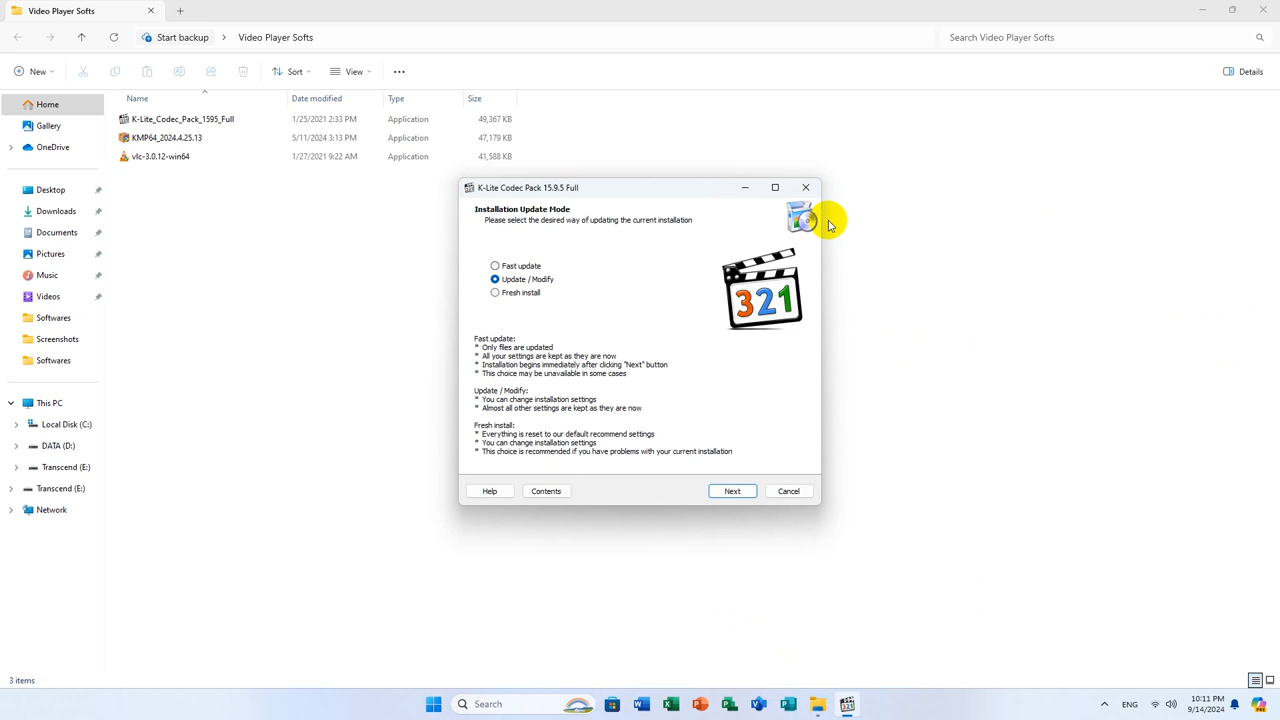 Video Player Softs
Start backup
Video Player Softs
Search Video Player Softs
New
Sort
View
Details
Name
Date modified
Type
Size
Home
Gallery
OneDrive
Desktop
Downloads
Documents
Pictures
Music
Videos
Softwares
Screenshots
Softwares
This PC
Local Disk (C:)
DATA (D:)
Transcend (E:)
Transcend (E:)
Network
K-Lite_Codec_Pack_1595_Full 1/25/2021 2:33 PM Application 49,367 KB
KMP64_2024.4.25.13 5/11/2024 3:13 PM Application 47,179 KB
vlc-3.0.12-win64 1/27/2021 9:22 AM Application 41,588 KB
K-Lite Codec Pack 15.9.5 Full
Installation Update Mode
Please select the desired way of updating the current installation
Fast update
Update / Modify
Fresh install
321
Fast update:
* Only files are updated
* All your settings are kept as they are now
* Installation begins immediately after clicking "Next" button
* This choice may be unavailable in some cases
Update / Modify:
* You can change installation settings
* Almost all other settings are kept as they are now
Fresh install:
* Everything is reset to our default recommend settings
* You can change installation settings
* This choice is recommended if you have problems with your current installation
Help
Contents
Next
Cancel
3 items
Search
ENG
10:11 PM
9/14/2024